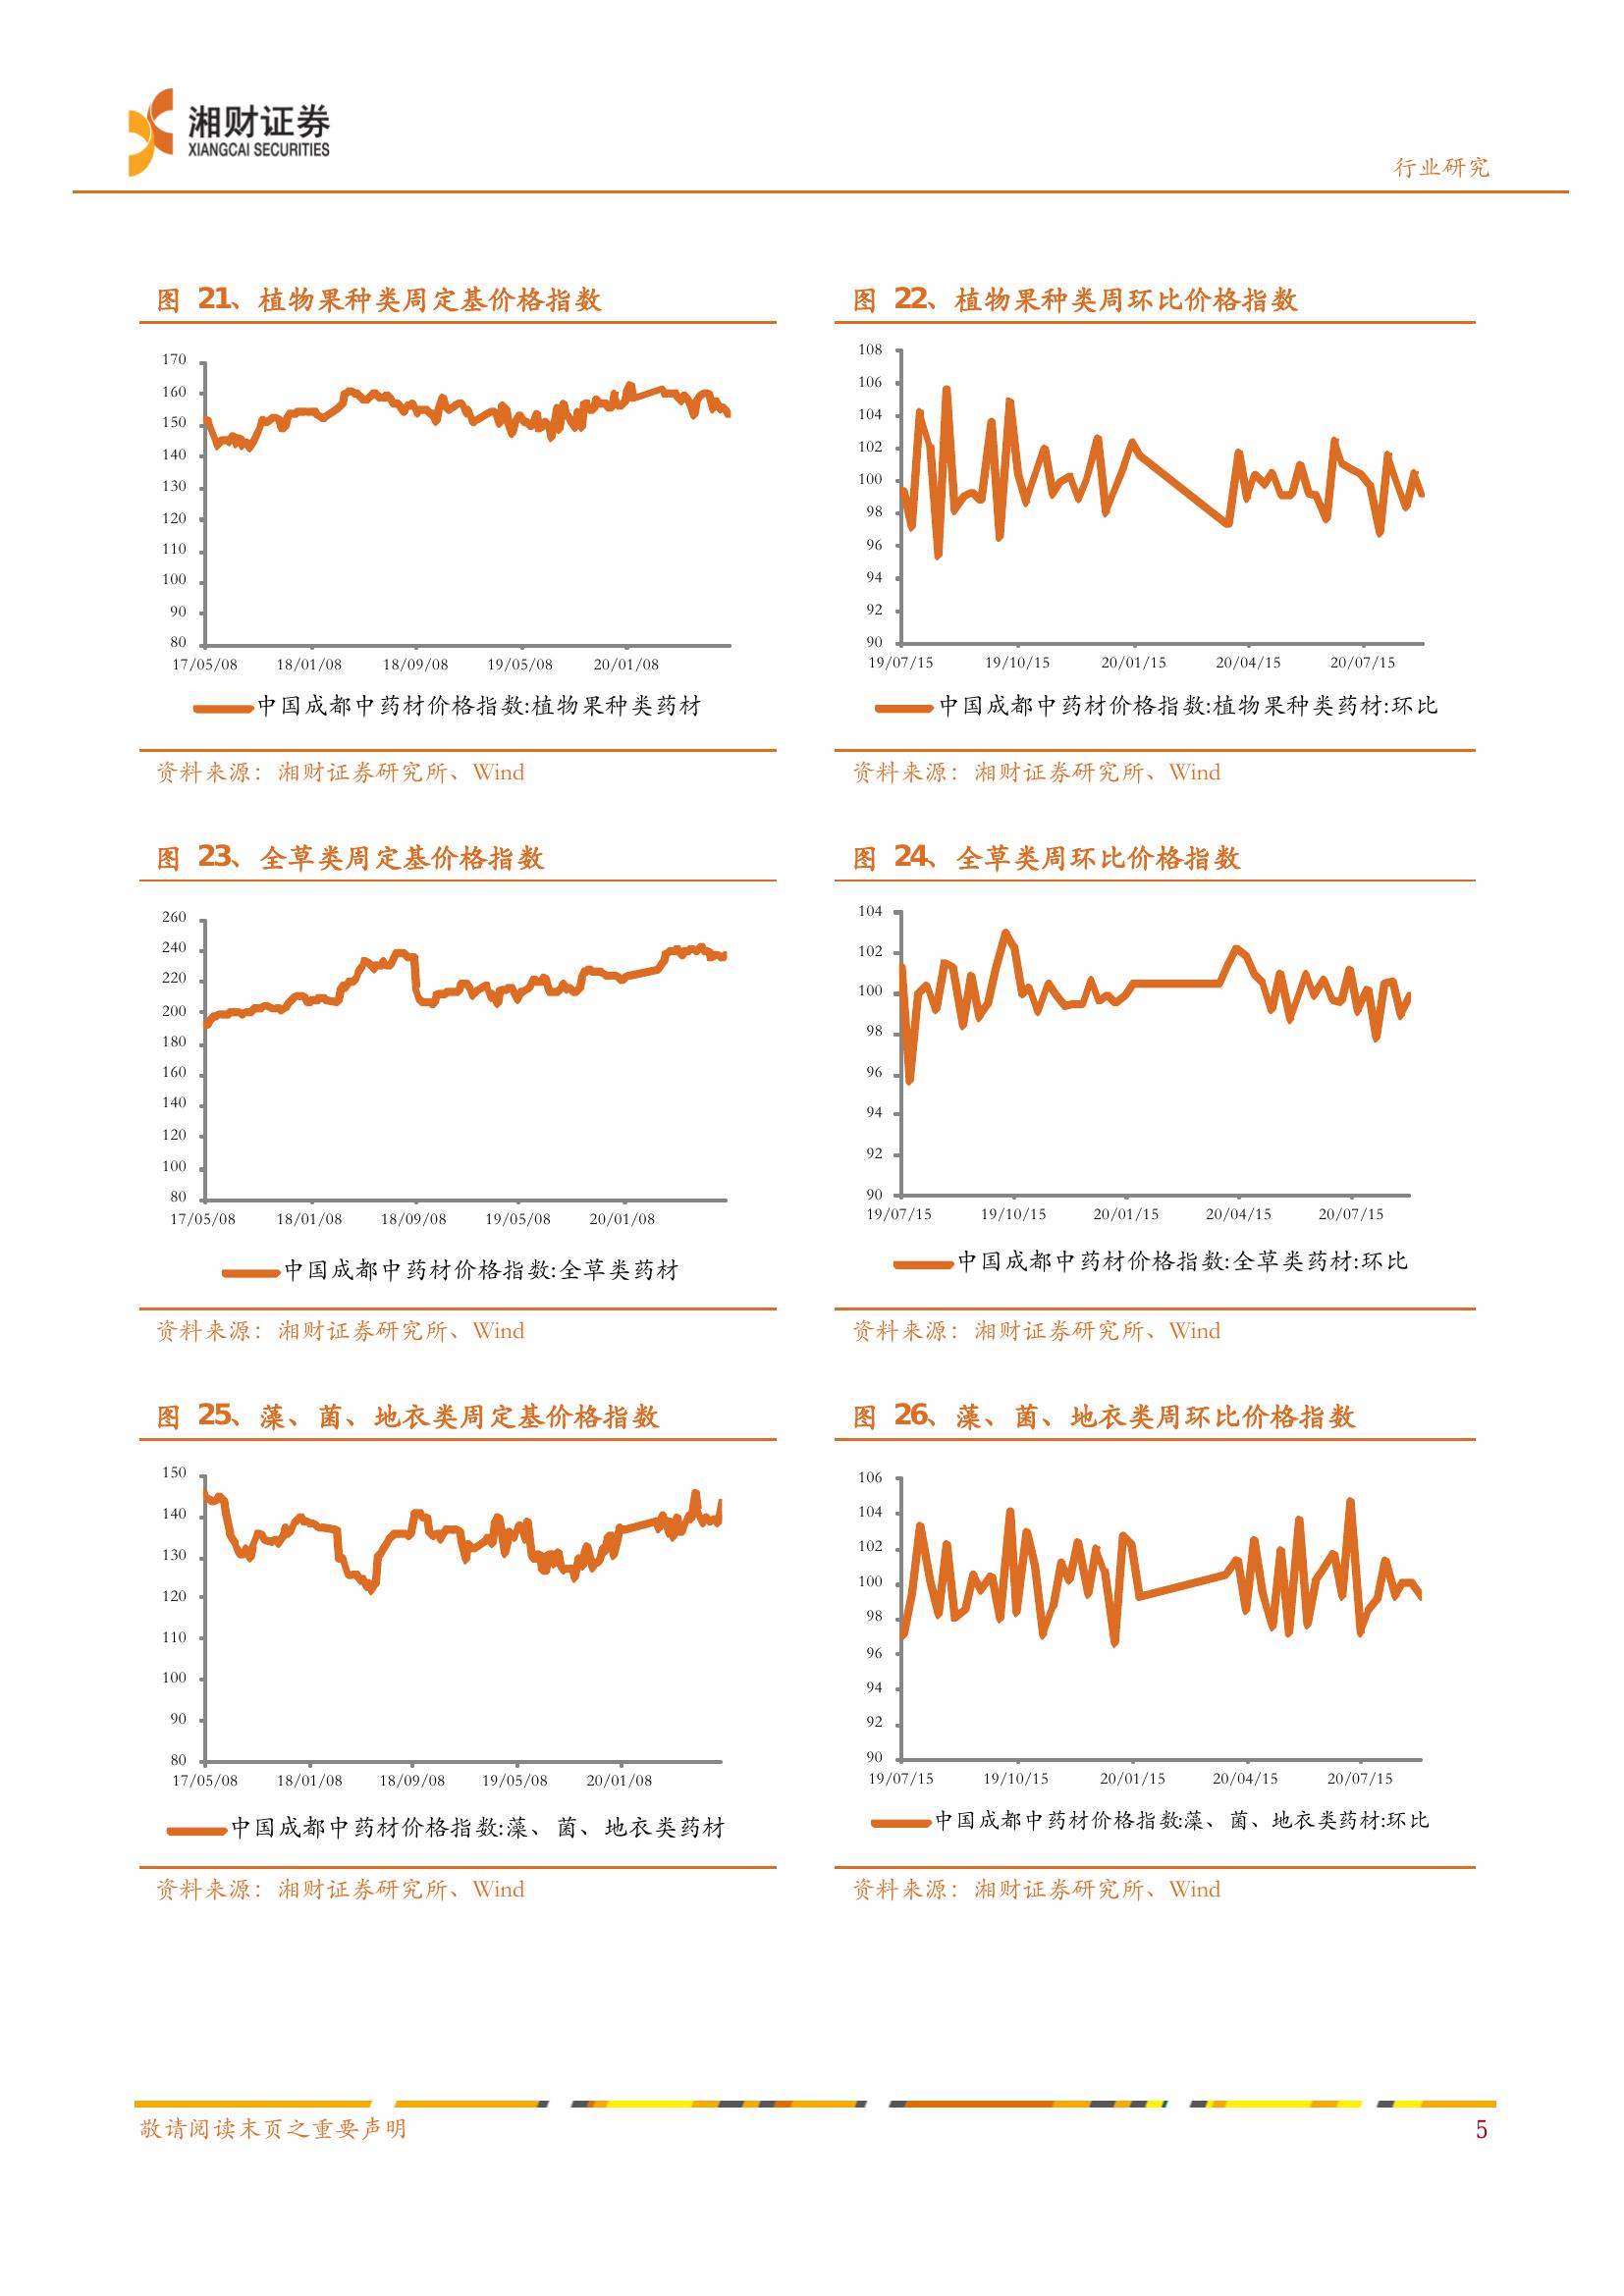 湘财证券
XIANGCAI SECURITIES
行业研究
图 21、植物果种类周定基价格指数
170
160
150
140
130
120
110
100
90
80
17/05/08 18/01/08 18/09/08 19/05/08 20/01/08
中国成都中药材价格指数:植物果种类药材
资料来源：湘财证券研究所、Wind
图 22、植物果种类周环比价格指数
108
106
104
102
100
98
96
94
92
90
19/07/15 19/10/15 20/01/15 20/04/15 20/07/15
中国成都中药材价格指数:植物果种类药材:环比
资料来源：湘财证券研究所、Wind
图 23、全草类周定基价格指数
260
240
220
200
180
160
140
120
100
80
17/05/08 18/01/08 18/09/08 19/05/08 20/01/08
中国成都中药材价格指数:全草类药材
资料来源：湘财证券研究所、Wind
图 24、全草类周环比价格指数
104
102
100
98
96
94
92
90
19/07/15 19/10/15 20/01/15 20/04/15 20/07/15
中国成都中药材价格指数:全草类药材:环比
资料来源：湘财证券研究所、Wind
图 25、藻、菌、地衣类周定基价格指数
150
140
130
120
110
100
90
80
17/05/08 18/01/08 18/09/08 19/05/08 20/01/08
中国成都中药材价格指数:藻、菌、地衣类药材
资料来源：湘财证券研究所、Wind
图 26、藻、菌、地衣类周环比价格指数
106
104
102
100
98
96
94
92
90
19/07/15 19/10/15 20/01/15 20/04/15 20/07/15
中国成都中药材价格指数:藻、菌、地衣类药材:环比
资料来源：湘财证券研究所、Wind
敬请阅读末页之重要声明
5